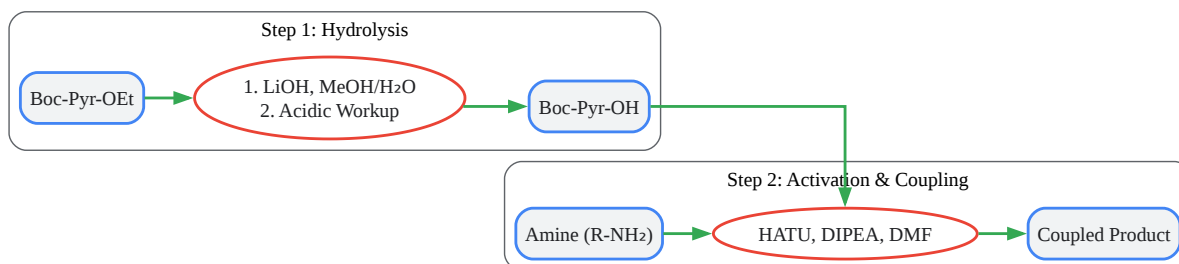 Step 1: Hydrolysis
Boc-Pyr-OEt
1. LiOH, MeOH/H₂O
2. Acidic Workup
Boc-Pyr-OH
Step 2: Activation & Coupling
Amine (R-NH₂)
HATU, DIPEA, DMF
Coupled Product